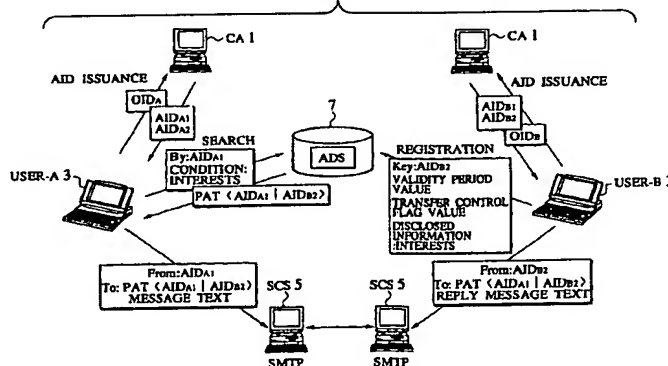 CA 1
CA 1
AID ISSUANCE
AID ISSUANCE
OIDA
AIDA1
AIDA2
AIDB1
AIDB2
OIDB
7
ADS
SEARCH
By:AIDA1
CONDITION:
INTERESTS
PAT <AIDA1 | AIDB2>
REGISTRATION
Key:AIDB2
VALIDITY PERIOD
VALUE
TRANSFER CONTROL
FLAG VALUE
DISCLOSED
INFORMATION
:INTERESTS
USER-A 3
USER-B
From:AIDA1
To: PAT <AIDA1 | AIDB2>
MESSAGE TEXT
From:AIDB2
To: PAT <AIDA1 | AIDB2>
REPLY MESSAGE TEXT
SCS 5
SCS 5
SMTP
SMTP